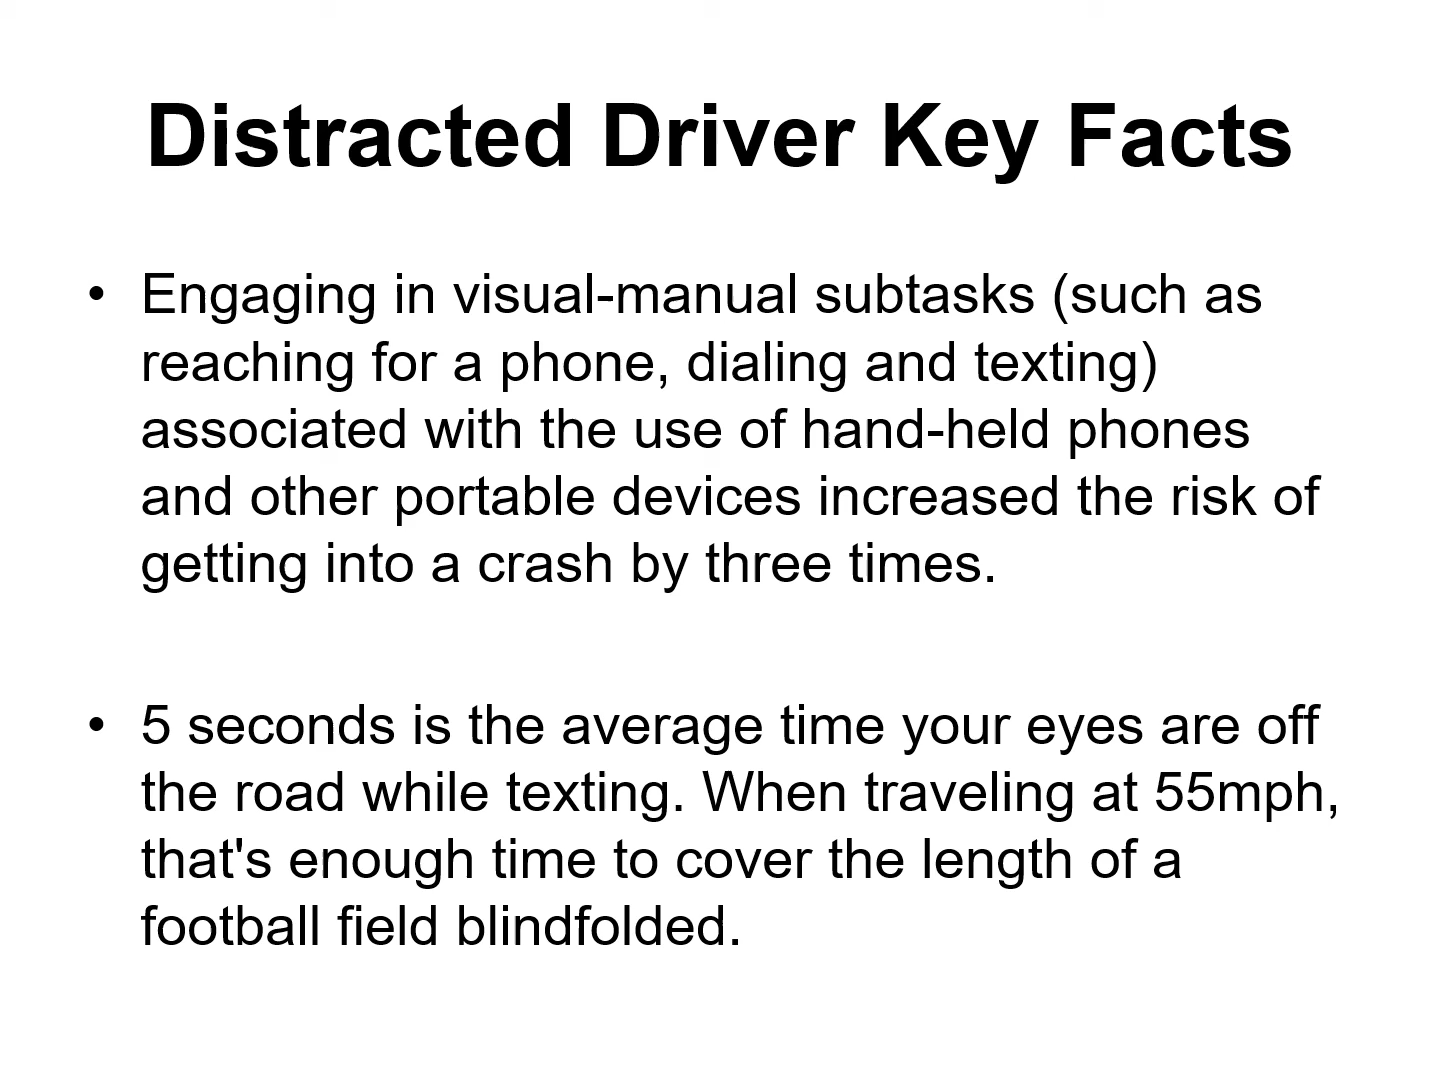 Distracted Driver Key Facts
• Engaging in visual-manual subtasks (such as
reaching for a phone, dialing and texting)
associated with the use of hand-held phones
and other portable devices increased the risk of
getting into a crash by three times.
• 5 seconds is the average time your eyes are off
the road while texting. When traveling at 55mph,
that's enough time to cover the length of a
football field blindfolded.